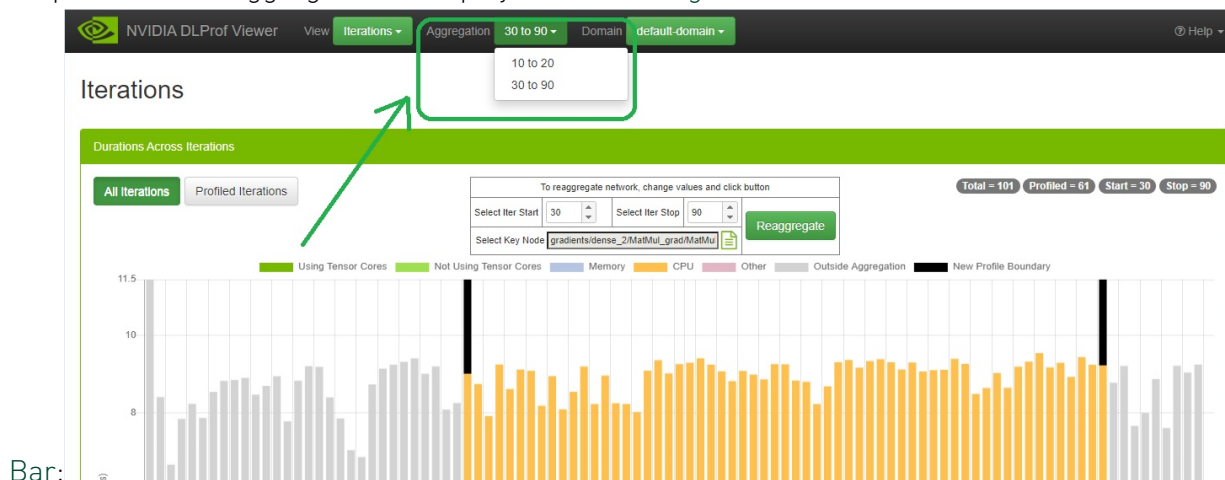 NVIDIA DLProf Viewer View Iterations Aggregation 30 to 90 Domain default-domain Help
10 to 20
30 to 90
Iterations
Durations Across Iterations
All Iterations Profiled Iterations
To reaggregate network, change values and click button
Total = 101 Profiled = 61 Start = 30 Stop = 90
Select Iter Start 30 Select Iter Stop 90
Reaggregate
Select Key Node gradients/dense_2/MatMul_grad/MatMu
Using Tensor Cores Not Using Tensor Cores Memory CPU Other Outside Aggregation New Profile Boundary
11.5
10
8
Bar: